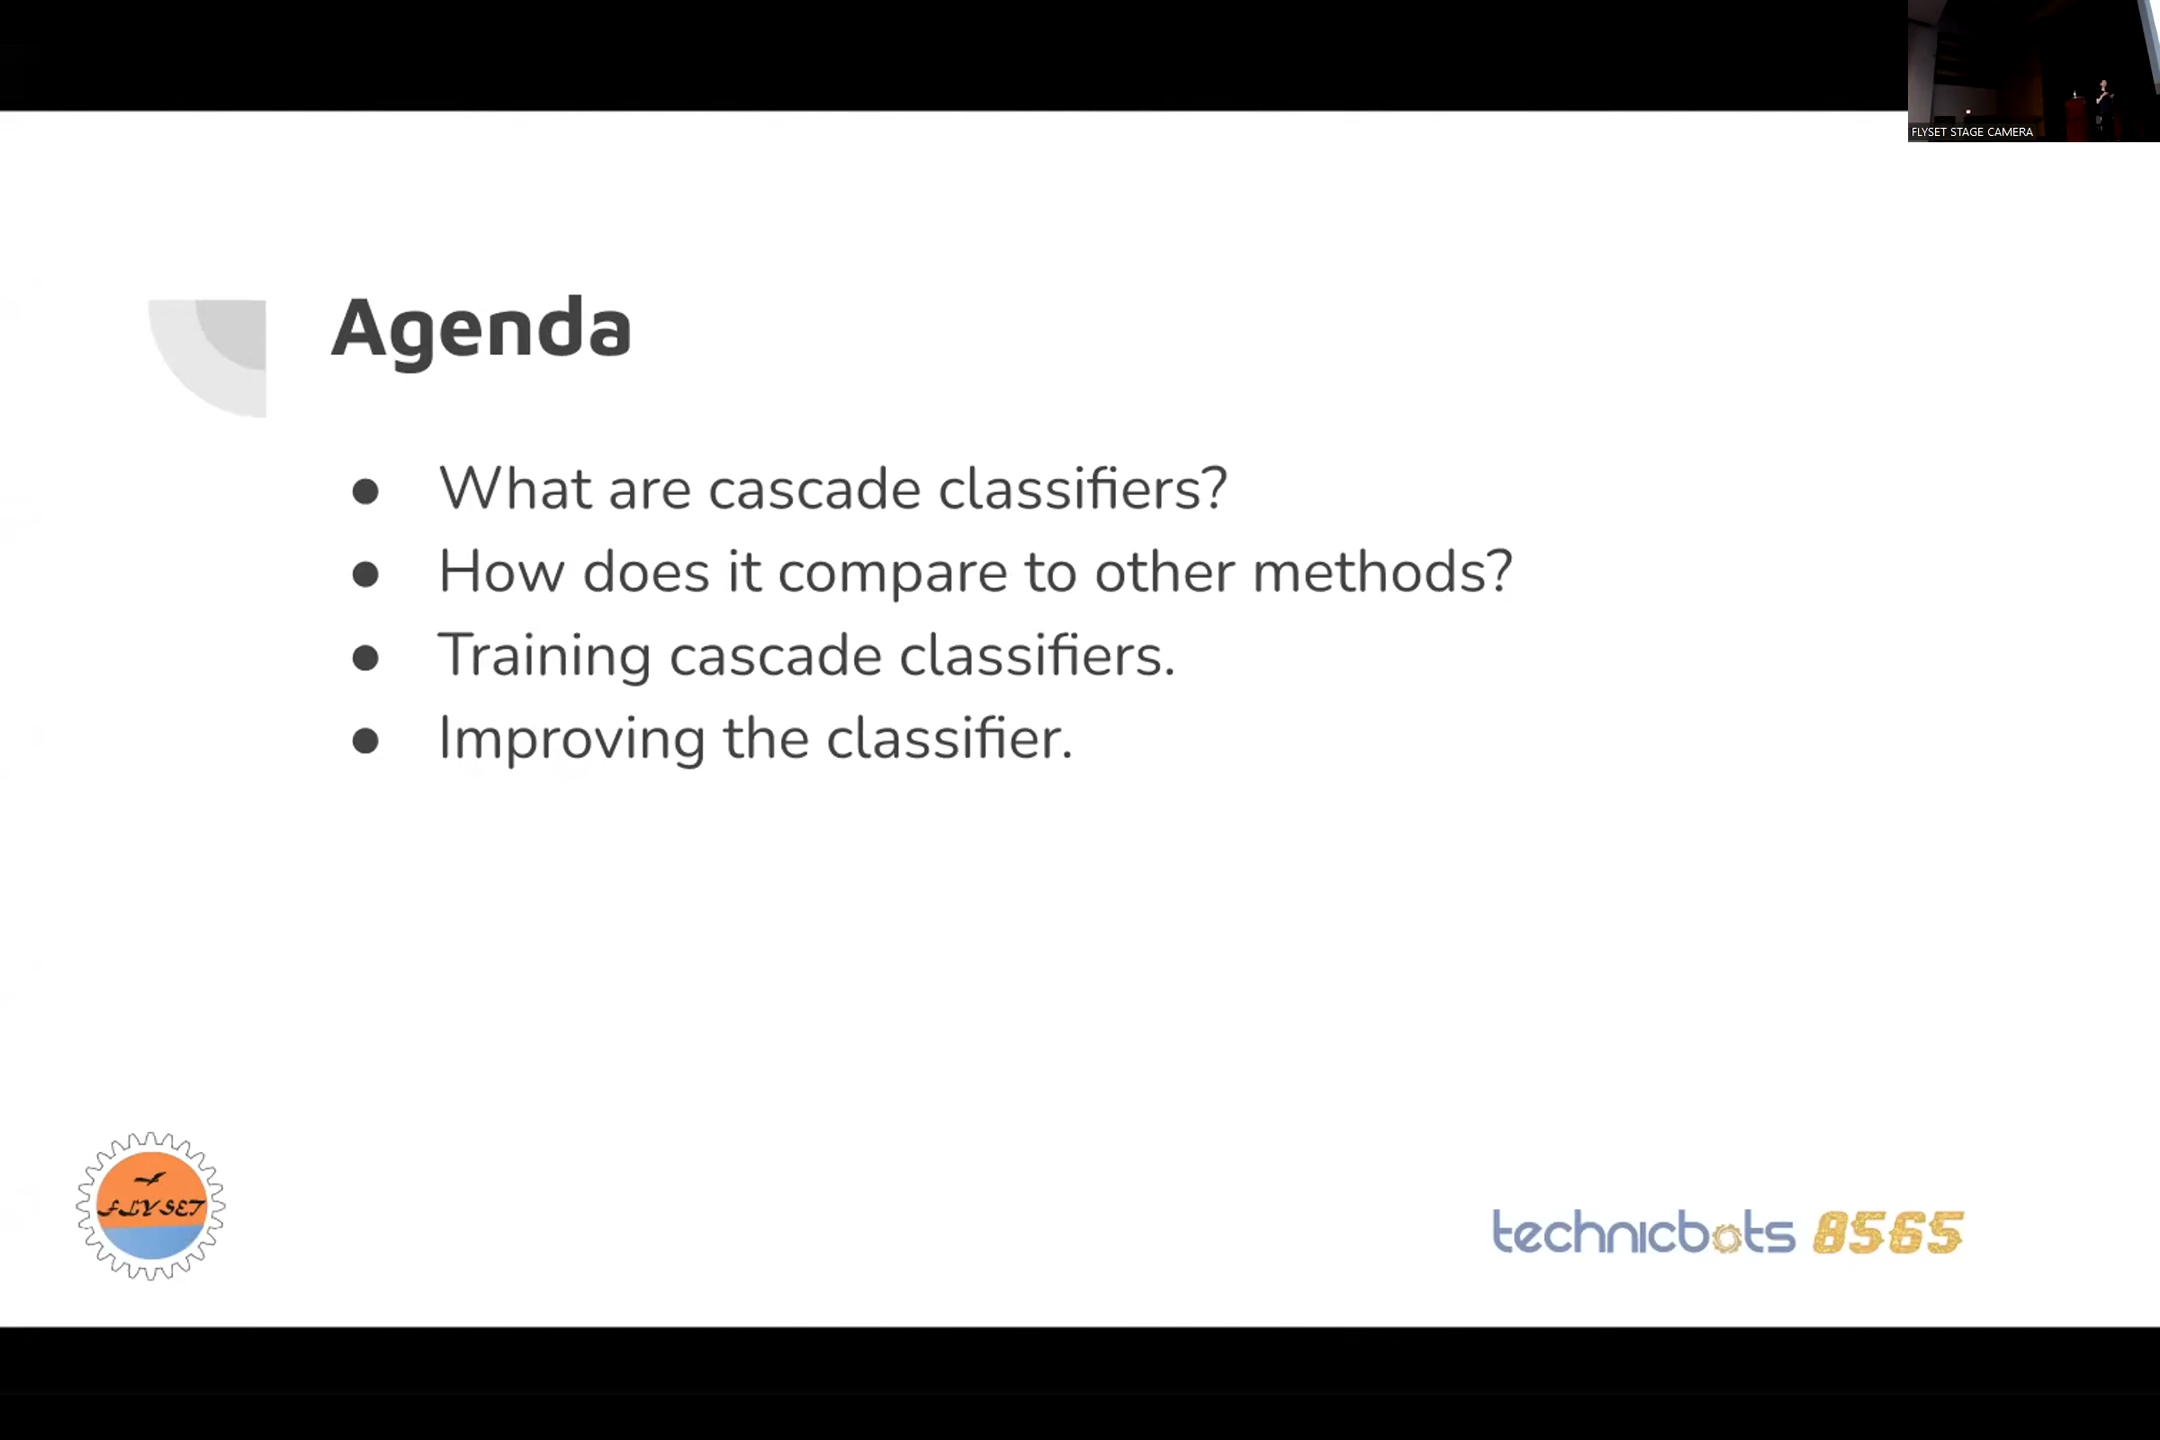 FLYSET STAGE CAMERA
Agenda
● What are cascade classifiers?
● How does it compare to other methods?
● Training cascade classifiers.
● Improving the classifier.
FLYSET
technicbots 8565